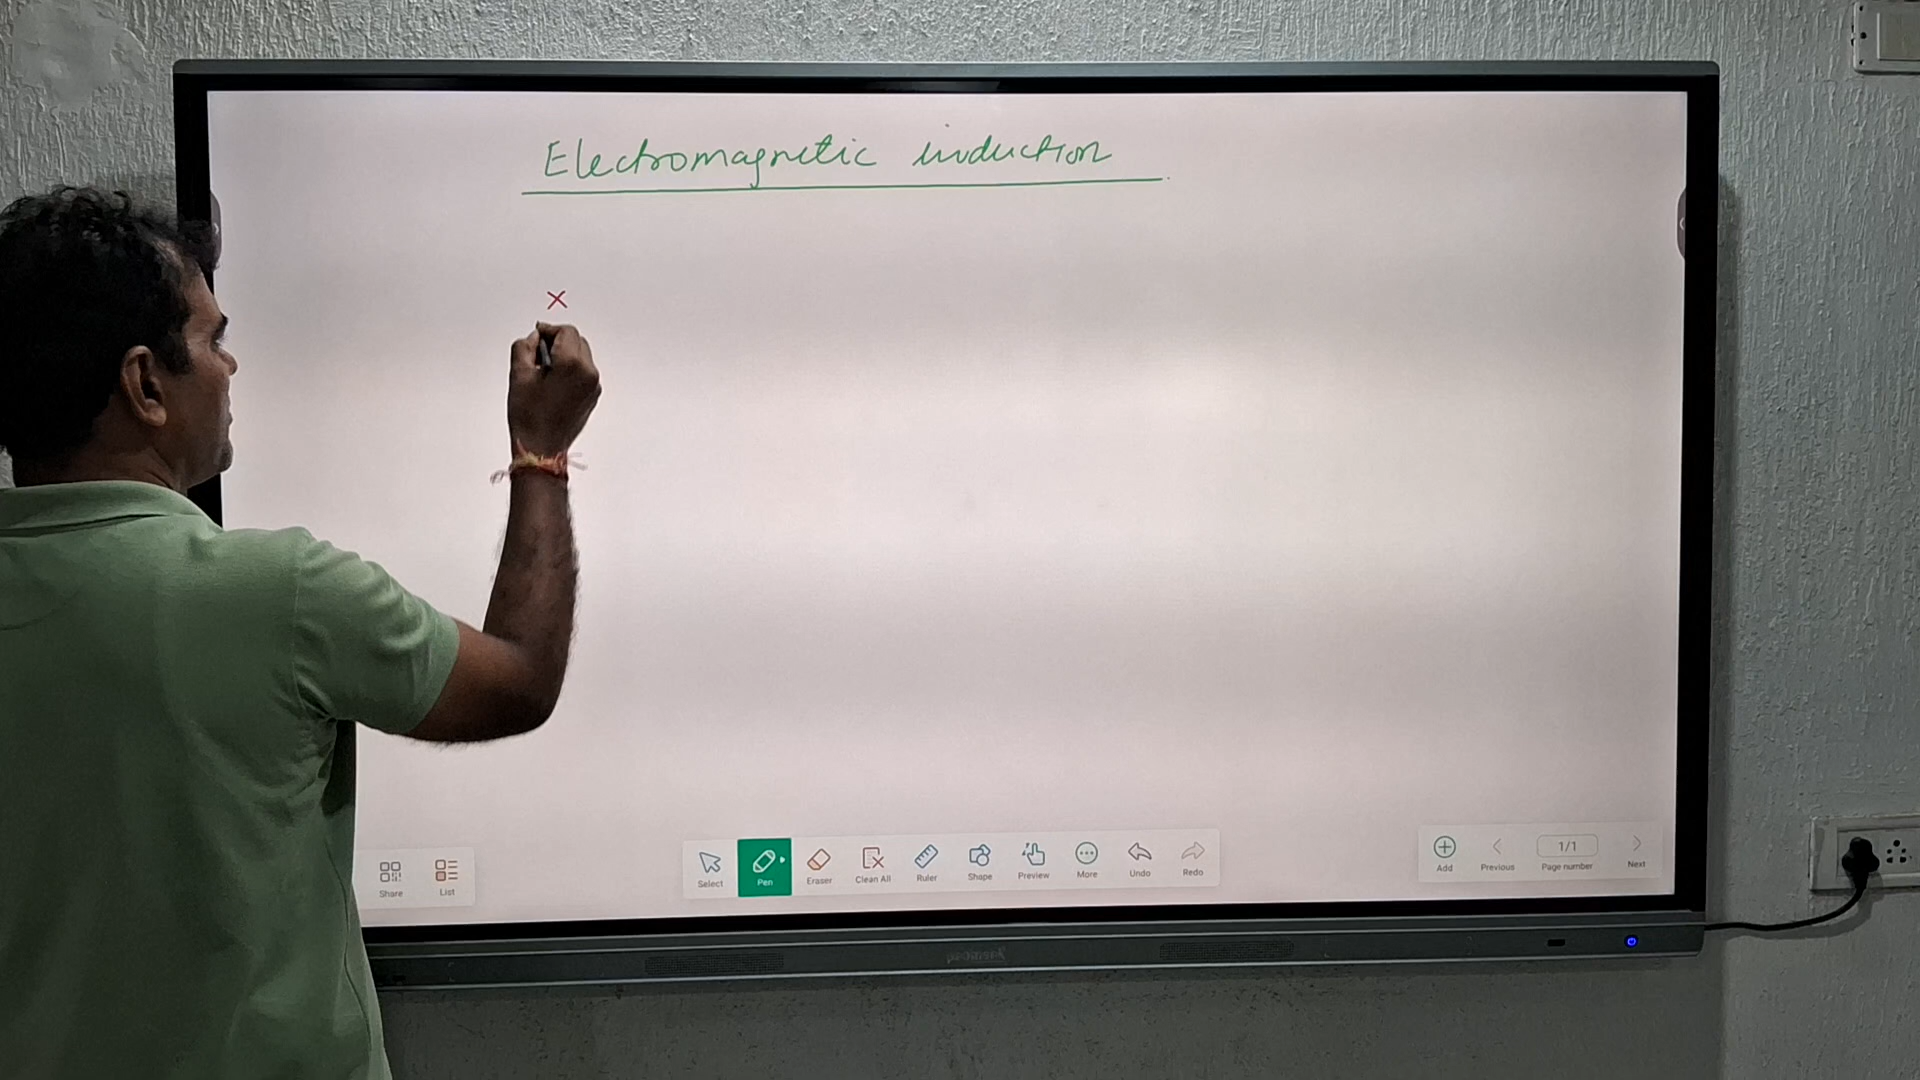 Electromagnetic induction
×
Share
List
Select
Pen
Eraser
Clean All
Ruler
Shape
Preview
More
Undo
Redo
Add
Previous
1/1
Page number
Next